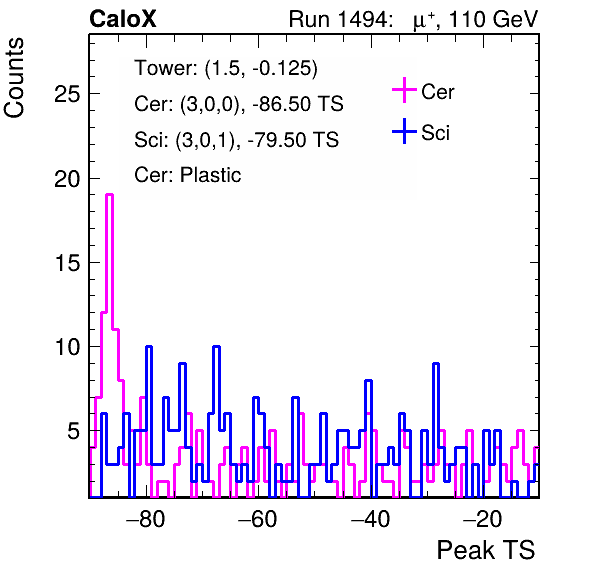 CaloX Run 1494: μ⁺, 110 GeV
Counts
Tower: (1.5, -0.125)
Cer: (3,0,0), -86.50 TS
Sci: (3,0,1), -79.50 TS
Cer: Plastic
Cer
Sci
25
20
15
10
5
−80 −60 −40 −20
Peak TS